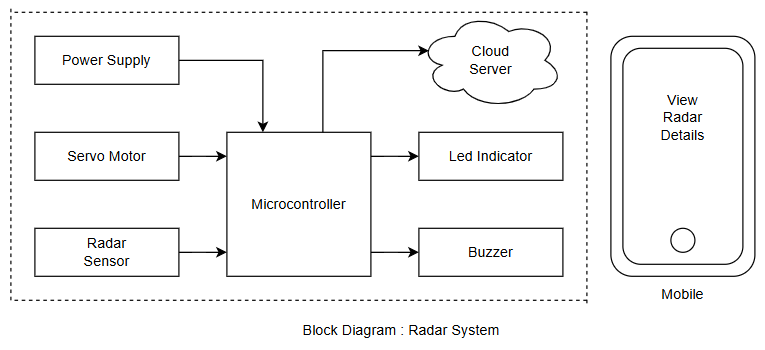 Power Supply
Cloud
Server
View
Radar
Details
Servo Motor
Led Indicator
Microcontroller
Radar
Sensor
Buzzer
Mobile
Block Diagram : Radar System